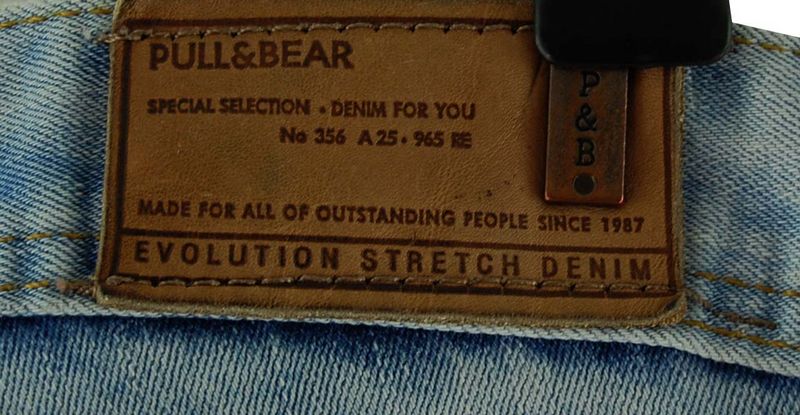 PULL&BEAR
SPECIAL SELECTION • DENIM FOR YOU
No 356 A25 • 965 RE
MADE FOR ALL OF OUTSTANDING PEOPLE SINCE 1987
EVOLUTION STRETCH DENIM
P&B